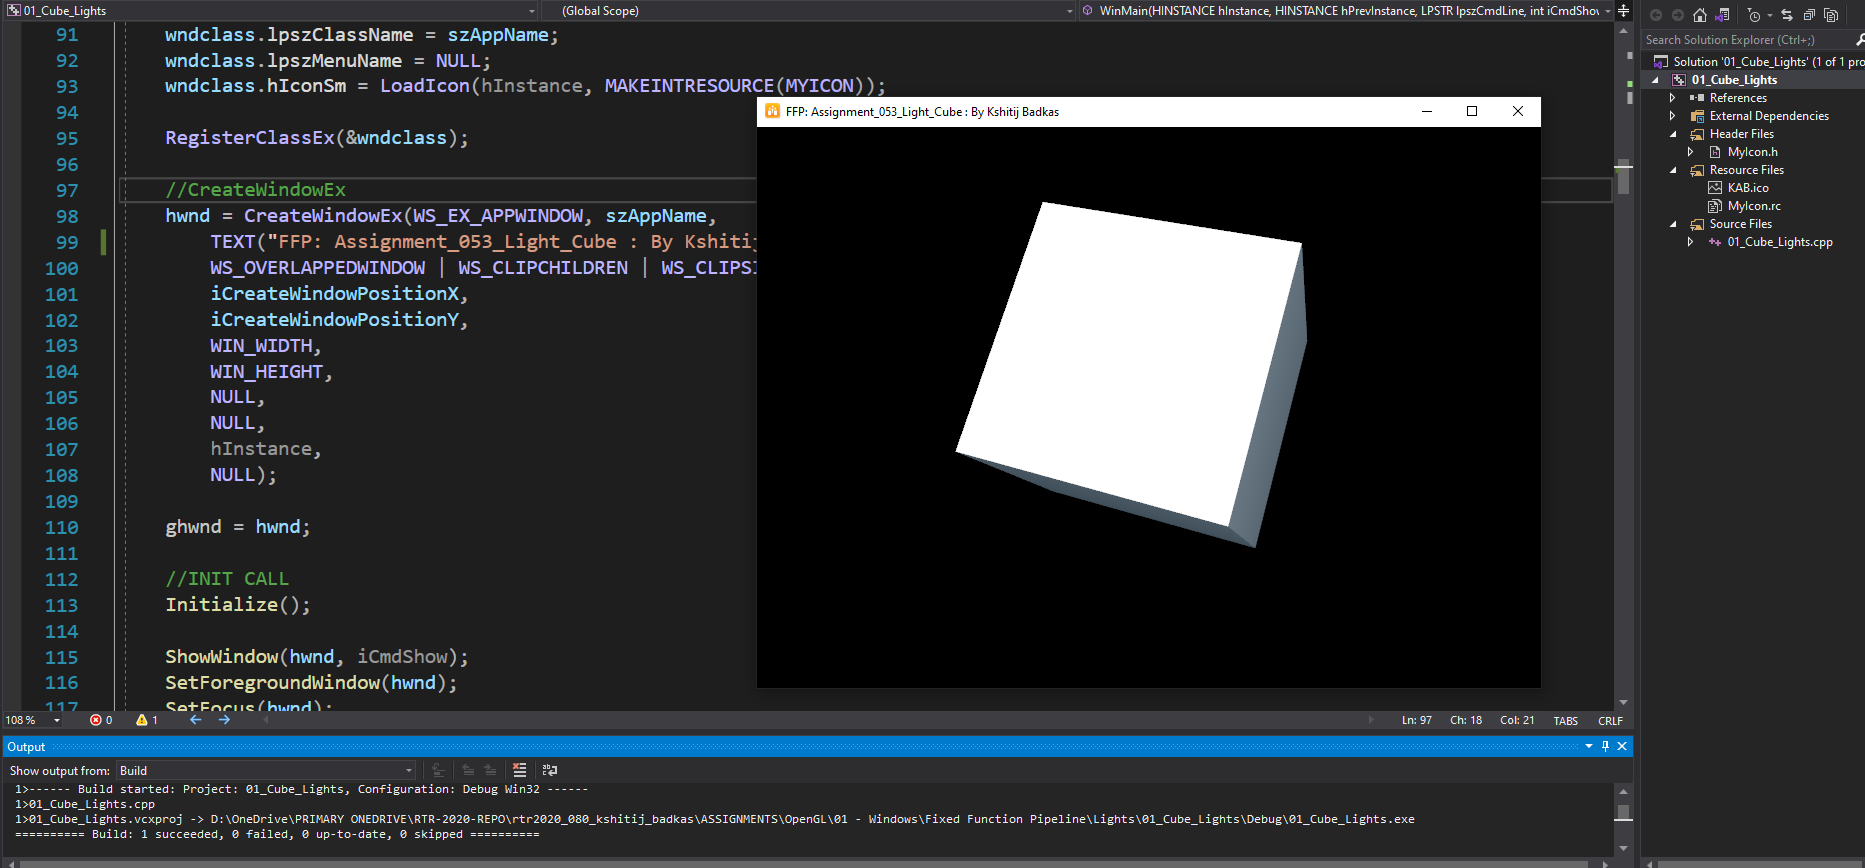 01_Cube_Lights
(Global Scope)
WinMain(HINSTANCE hInstance, HINSTANCE hPrevInstance, LPSTR lpszCmdLine, int iCmdShow
91 wndclass.lpszClassName = szAppName;
92 wndclass.lpszMenuName = NULL;
93 wndclass.hIconSm = LoadIcon(hInstance, MAKEINTRESOURCE(MYICON));
94
95 RegisterClassEx(&wndclass);
96
97 //CreateWindowEx
98 hwnd = CreateWindowEx(WS_EX_APPWINDOW, szAppName,
99 TEXT("FFP: Assignment_053_Light_Cube : By Kshitij
100 WS_OVERLAPPEDWINDOW | WS_CLIPCHILDREN | WS_CLIPSI
101 iCreateWindowPositionX,
102 iCreateWindowPositionY,
103 WIN_WIDTH,
104 WIN_HEIGHT,
105 NULL,
106 NULL,
107 hInstance,
108 NULL);
109
110 ghwnd = hwnd;
111
112 //INIT CALL
113 Initialize();
114
115 ShowWindow(hwnd, iCmdShow);
116 SetForegroundWindow(hwnd);
117 SetFocus(hwnd);
FFP: Assignment_053_Light_Cube : By Kshitij Badkas
108 % 0 1 Ln: 97 Ch: 18 Col: 21 TABS CRLF
Output
Show output from: Build
1>------ Build started: Project: 01_Cube_Lights, Configuration: Debug Win32 ------
1>01_Cube_Lights.cpp
1>01_Cube_Lights.vcxproj -> D:\OneDrive\PRIMARY ONEDRIVE\RTR-2020-REPO\rtr2020_080_kshitij_badkas\ASSIGNMENTS\OpenGL\01 - Windows\Fixed Function Pipeline\Lights\01_Cube_Lights\Debug\01_Cube_Lights.exe
========== Build: 1 succeeded, 0 failed, 0 up-to-date, 0 skipped ==========
Search Solution Explorer (Ctrl+;)
Solution '01_Cube_Lights' (1 of 1 pro
01_Cube_Lights
References
External Dependencies
Header Files
MyIcon.h
Resource Files
KAB.ico
MyIcon.rc
Source Files
01_Cube_Lights.cpp